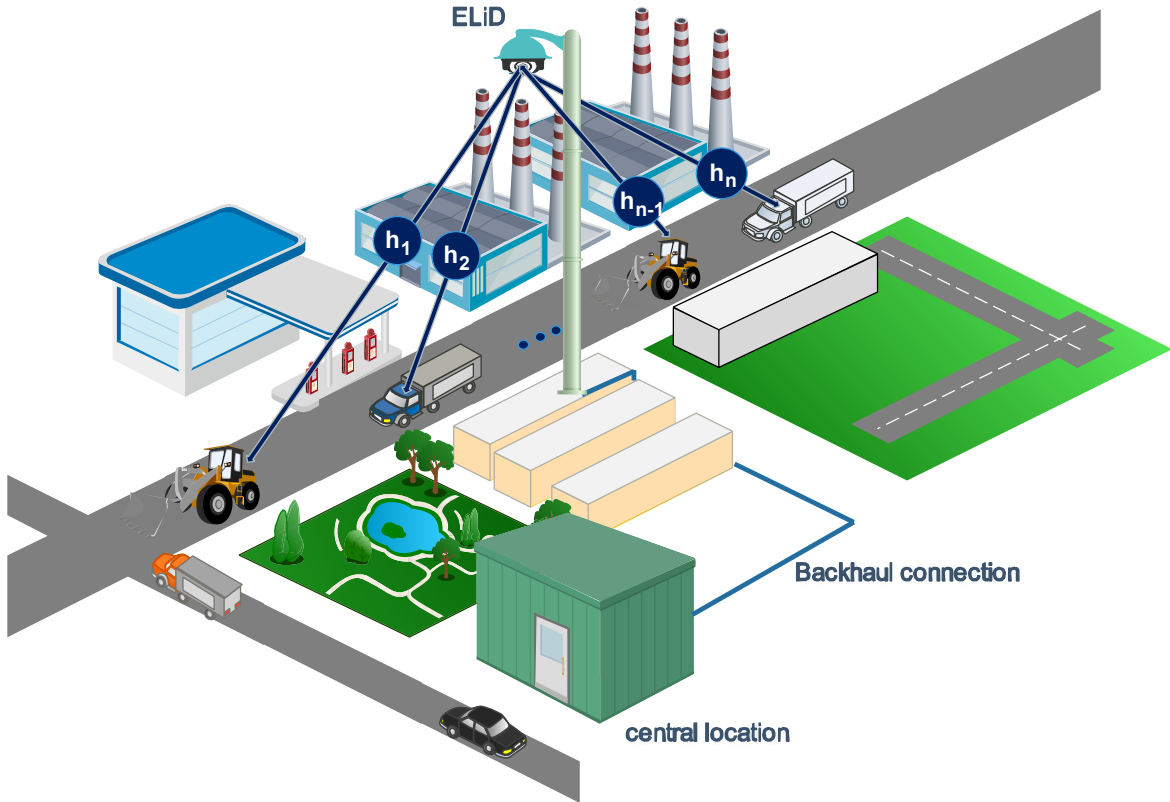 ELiD
hn
hn-1
h1
h2
Backhaul connection
central location